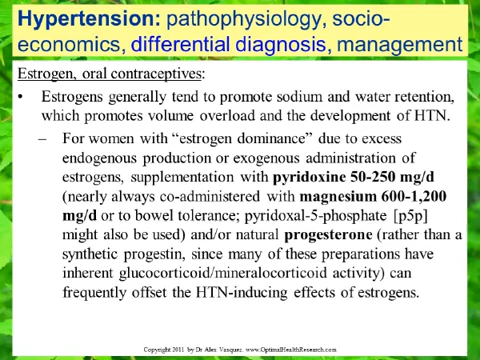 Hypertension: pathophysiology, socio-
economics, differential diagnosis, management
Estrogen, oral contraceptives:
• Estrogens generally tend to promote sodium and water retention,
which promotes volume overload and the development of HTN.
– For women with “estrogen dominance” due to excess
endogenous production or exogenous administration of
estrogens, supplementation with pyridoxine 50-250 mg/d
(nearly always co-administered with magnesium 600-1,200
mg/d or to bowel tolerance; pyridoxal-5-phosphate [p5p]
might also be used) and/or natural progesterone (rather than a
synthetic progestin, since many of these preparations have
inherent glucocorticoid/mineralocorticoid activity) can
frequently offset the HTN-inducing effects of estrogens.
Copyright 2011 by Dr Alex Vasquez. www.OptimalHealthResearch.com